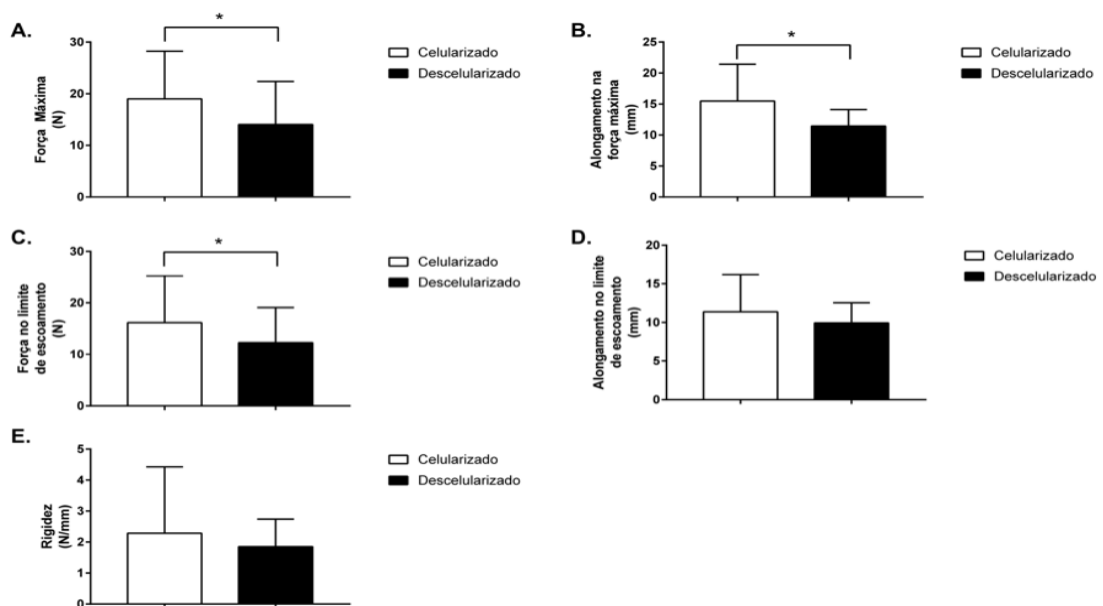 A.
*
30
20
10
0
Força Máxima
(N)
Celularizado
Descelularizado
B.
*
25
20
15
10
5
0
Alongamento na
força máxima
(mm)
Celularizado
Descelularizado
C.
*
30
20
10
0
Força no limite
de escoamento
(N)
Celularizado
Descelularizado
D.
20
15
10
5
0
Alongamento no limite
de escoamento
(mm)
Celularizado
Descelularizado
E.
5
4
3
2
1
0
Rigidez
(N/mm)
Celularizado
Descelularizado